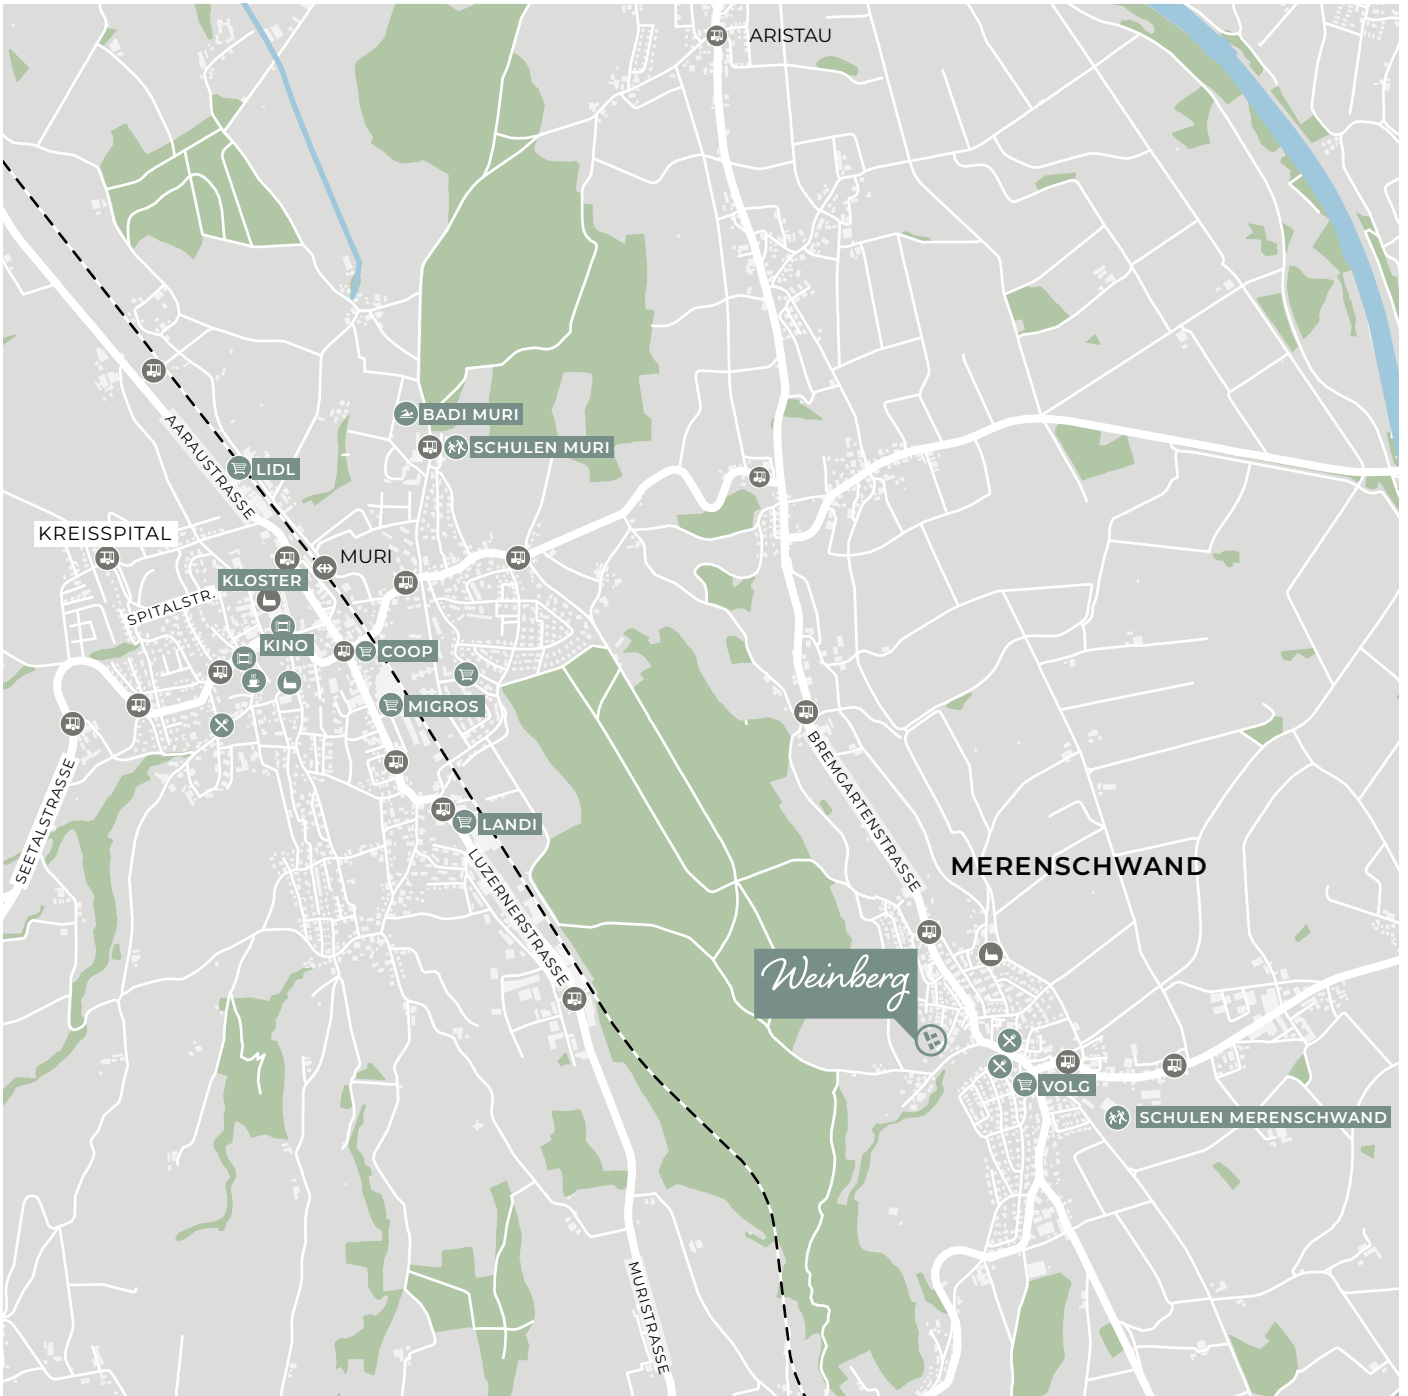 ARISTAU
BADI MURI
SCHULEN MURI
AARAUSTRASSE
LIDL
KREISSPITAL
MURI
KLOSTER
SPITALSTR.
KINO
COOP
MIGROS
BREMGARTENSTRASSE
SEETALSTRASSE
LANDI
LUZERNERSTRASSE
MERENSCHWAND
Weinberg
VOLG
SCHULEN MERENSCHWAND
MURISTRASSE